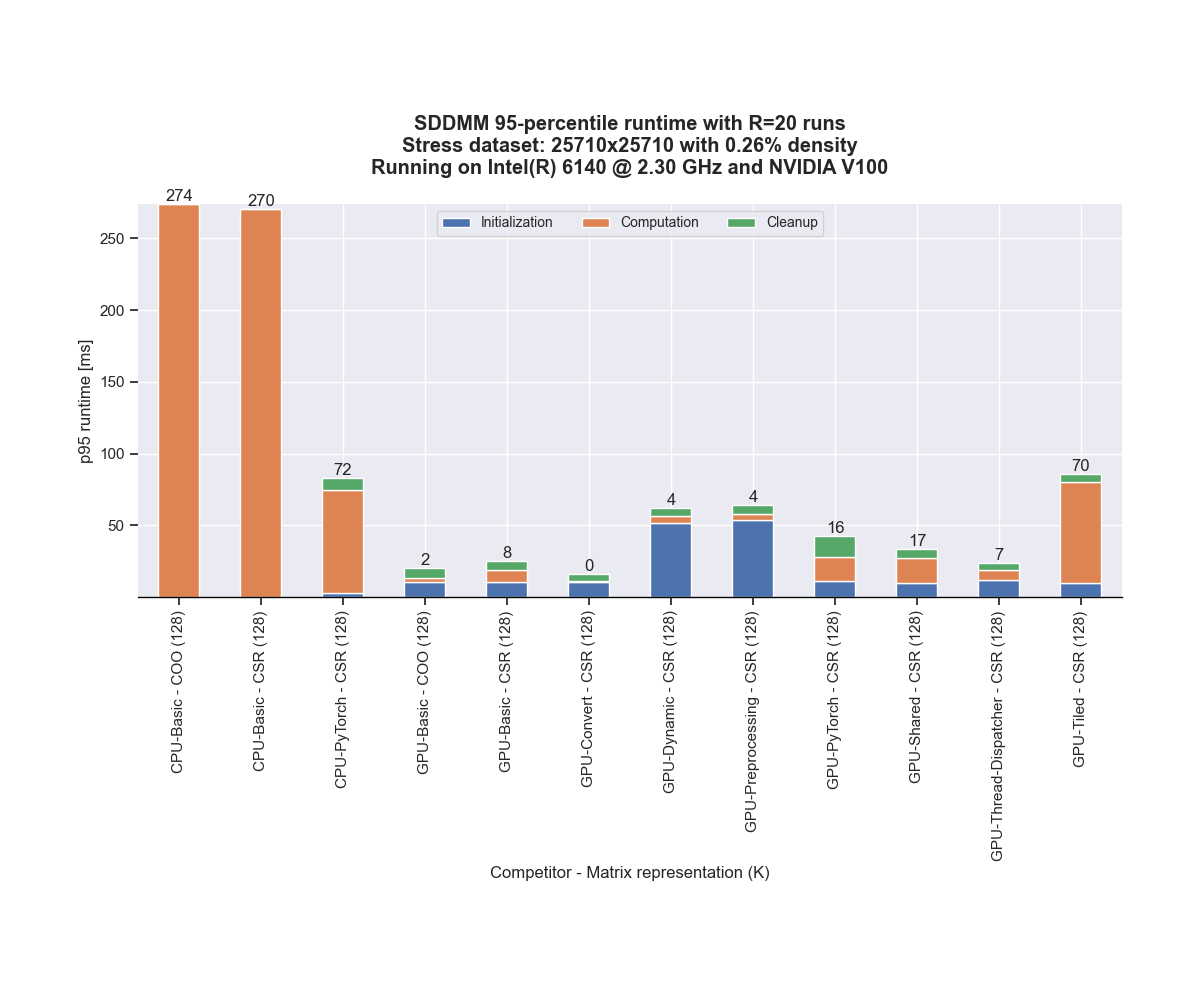 SDDMM 95-percentile runtime with R=20 runs
Stress dataset: 25710x25710 with 0.26% density
Running on Intel(R) 6140 @ 2.30 GHz and NVIDIA V100
Initialization
Computation
Cleanup
274
270
72
2
8
0
4
4
16
17
7
70
250
200
150
100
50
p95 runtime [ms]
CPU-Basic - COO (128)
CPU-Basic - CSR (128)
CPU-PyTorch - CSR (128)
GPU-Basic - COO (128)
GPU-Basic - CSR (128)
GPU-Convert - CSR (128)
GPU-Dynamic - CSR (128)
GPU-Preprocessing - CSR (128)
GPU-PyTorch - CSR (128)
GPU-Shared - CSR (128)
GPU-Thread-Dispatcher - CSR (128)
GPU-Tiled - CSR (128)
Competitor - Matrix representation (K)